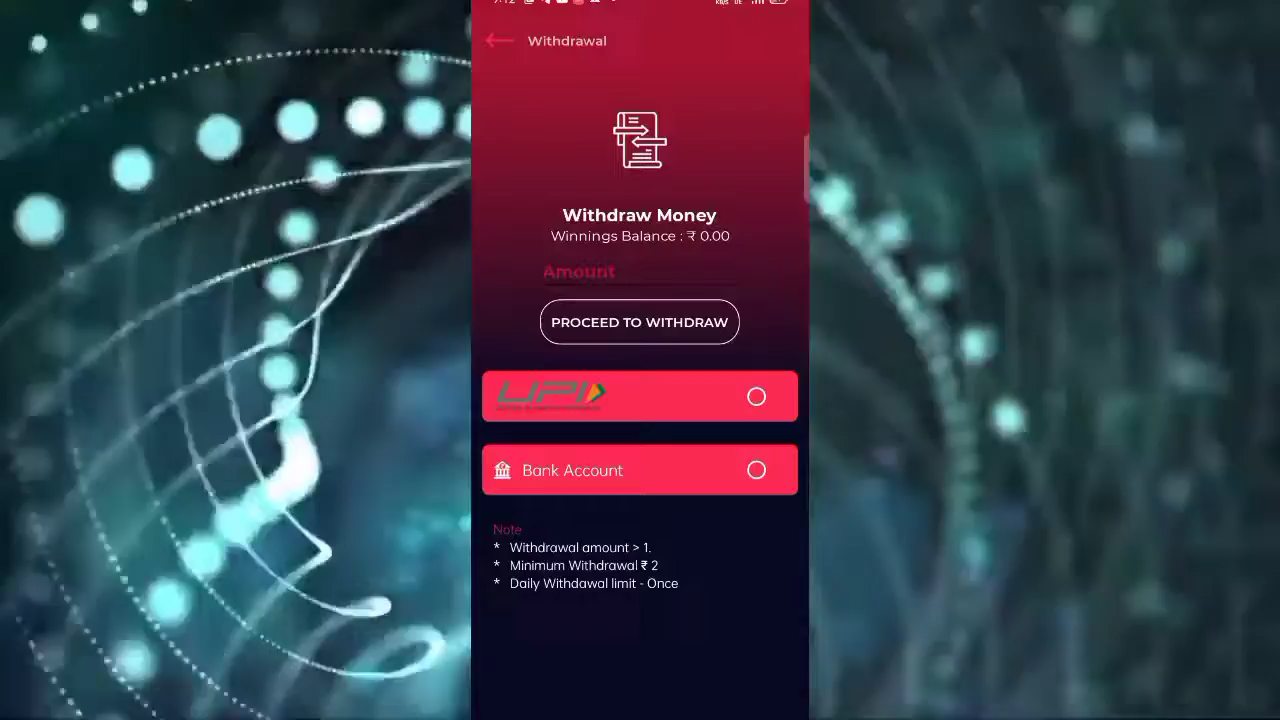 Withdrawal
Withdraw Money
Winnings Balance : ₹ 0.00
Amount
PROCEED TO WITHDRAW
UPI
Bank Account
Note
* Withdrawal amount > 1.
* Minimum Withdrawal ₹ 2
* Daily Withdawal limit - Once